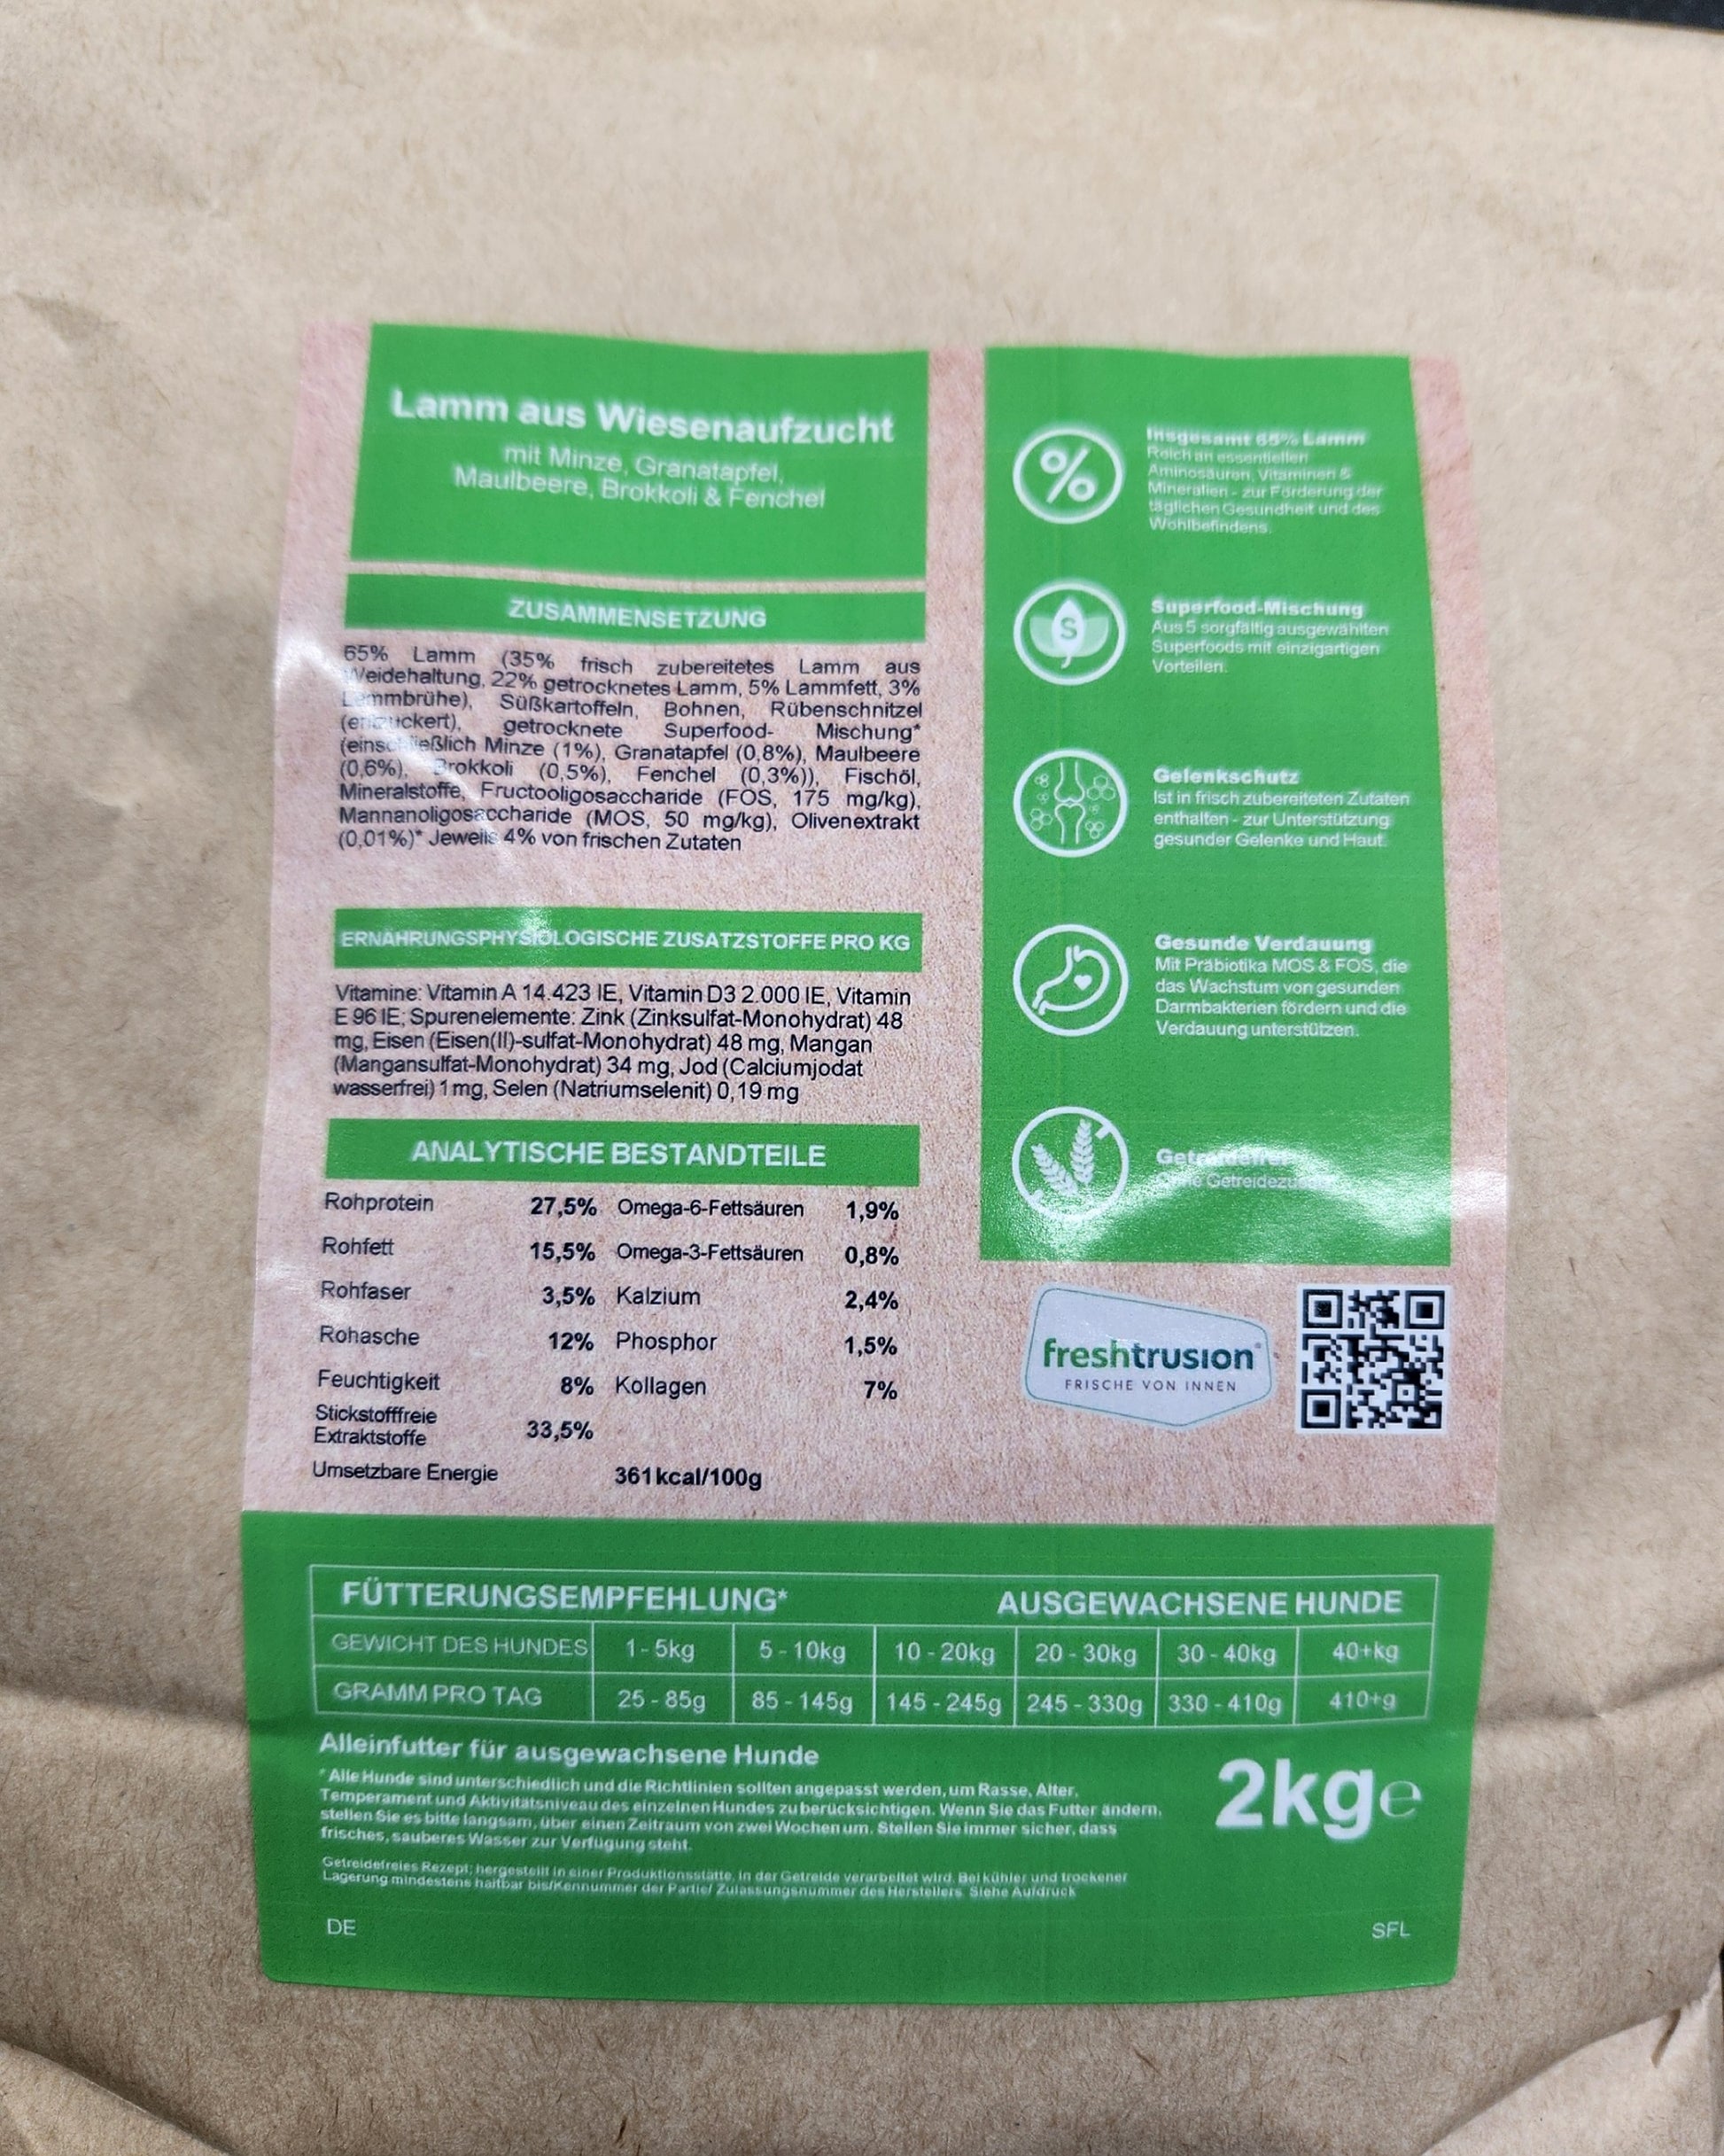 Lamm aus Wiesenaufzucht
mit Minze, Granatapfel,
Maulbeere, Brokkoli & Fenchel
ZUSAMMENSETZUNG
65% Lamm (35% frisch zubereitetes Lamm aus
Weidehaltung, 22% getrocknetes Lamm, 5% Lammfett, 3%
Lammbrühe), Süßkartoffeln, Bohnen, Rübenschnitzel
(entzuckert), getrocknete Superfood- Mischung*
(einschließlich Minze (1%), Granatapfel (0,8%), Maulbeere
(0,6%), Brokkoli (0,5%), Fenchel (0,3%)), Fischöl,
Mineralstoffe, Fructooligosaccharide (FOS, 175 mg/kg),
Mannanoligosaccharide (MOS, 50 mg/kg), Olivenextrakt
(0,01%)* Jeweils 4% von frischen Zutaten
ERNÄHRUNGSPHYSIOLOGISCHE ZUSATZSTOFFE PRO KG
Vitamine: Vitamin A 14.423 IE, Vitamin D3 2.000 IE, Vitamin
E 96 IE; Spurenelemente: Zink (Zinksulfat-Monohydrat) 48
mg, Eisen (Eisen(II)-sulfat-Monohydrat) 48 mg, Mangan
(Mangansulfat-Monohydrat) 34 mg, Jod (Calciumjodat
wasserfrei) 1 mg, Selen (Natriumselenit) 0,19 mg
ANALYTISCHE BESTANDTEILE
Rohprotein 27,5% Omega-6-Fettsäuren 1,9%
Rohfett 15,5% Omega-3-Fettsäuren 0,8%
Rohfaser 3,5% Kalzium 2,4%
Rohasche 12% Phosphor 1,5%
Feuchtigkeit 8% Kollagen 7%
Stickstofffreie
Extraktstoffe 33,5%
Umsetzbare Energie 361kcal/100g
%
Insgesamt 65% Lamm
Reich an essentiellen
Aminosäuren, Vitaminen &
Mineralien - zur Förderung der
täglichen Gesundheit und des
Wohlbefindens.
S
Superfood-Mischung
Aus 5 sorgfältig ausgewählten
Superfoods mit einzigartigen
Vorteilen.
Gelenkschutz
Ist in frisch zubereiteten Zutaten
enthalten - zur Unterstützung
gesunder Gelenke und Haut.
Gesunde Verdauung
Mit Präbiotika MOS & FOS, die
das Wachstum von gesunden
Darmbakterien fördern und die
Verdauung unterstützen.
Getreidefrei
freshtrusion
FRISCHE VON INNEN
FÜTTERUNGSEMPFEHLUNG* AUSGEWACHSENE HUNDE
GEWICHT DES HUNDES 1 - 5kg 5 - 10kg 10 - 20kg 20 - 30kg 30 - 40kg 40+kg
GRAMM PRO TAG 25 - 85g 85 - 145g 145 - 245g 245 - 330g 330 - 410g 410+g
Alleinfutter für ausgewachsene Hunde
* Alle Hunde sind unterschiedlich und die Richtlinien sollten angepasst werden, um Rasse, Alter,
Temperament und Aktivitätsniveau des einzelnen Hundes zu berücksichtigen. Wenn Sie das Futter ändern,
stellen Sie es bitte langsam, über einen Zeitraum von zwei Wochen um. Stellen Sie immer sicher, dass
frisches, sauberes Wasser zur Verfügung steht.
Getreidefreies Rezept; hergestellt in einer Produktionsstätte, in der Getreide verarbeitet wird. Bei kühler und trockener
Lagerung mindestens haltbar bis/Kennummer der Partie/ Zulassungsnummer des Herstellers. Siehe Aufdruck
2kg℮
DE
SFL